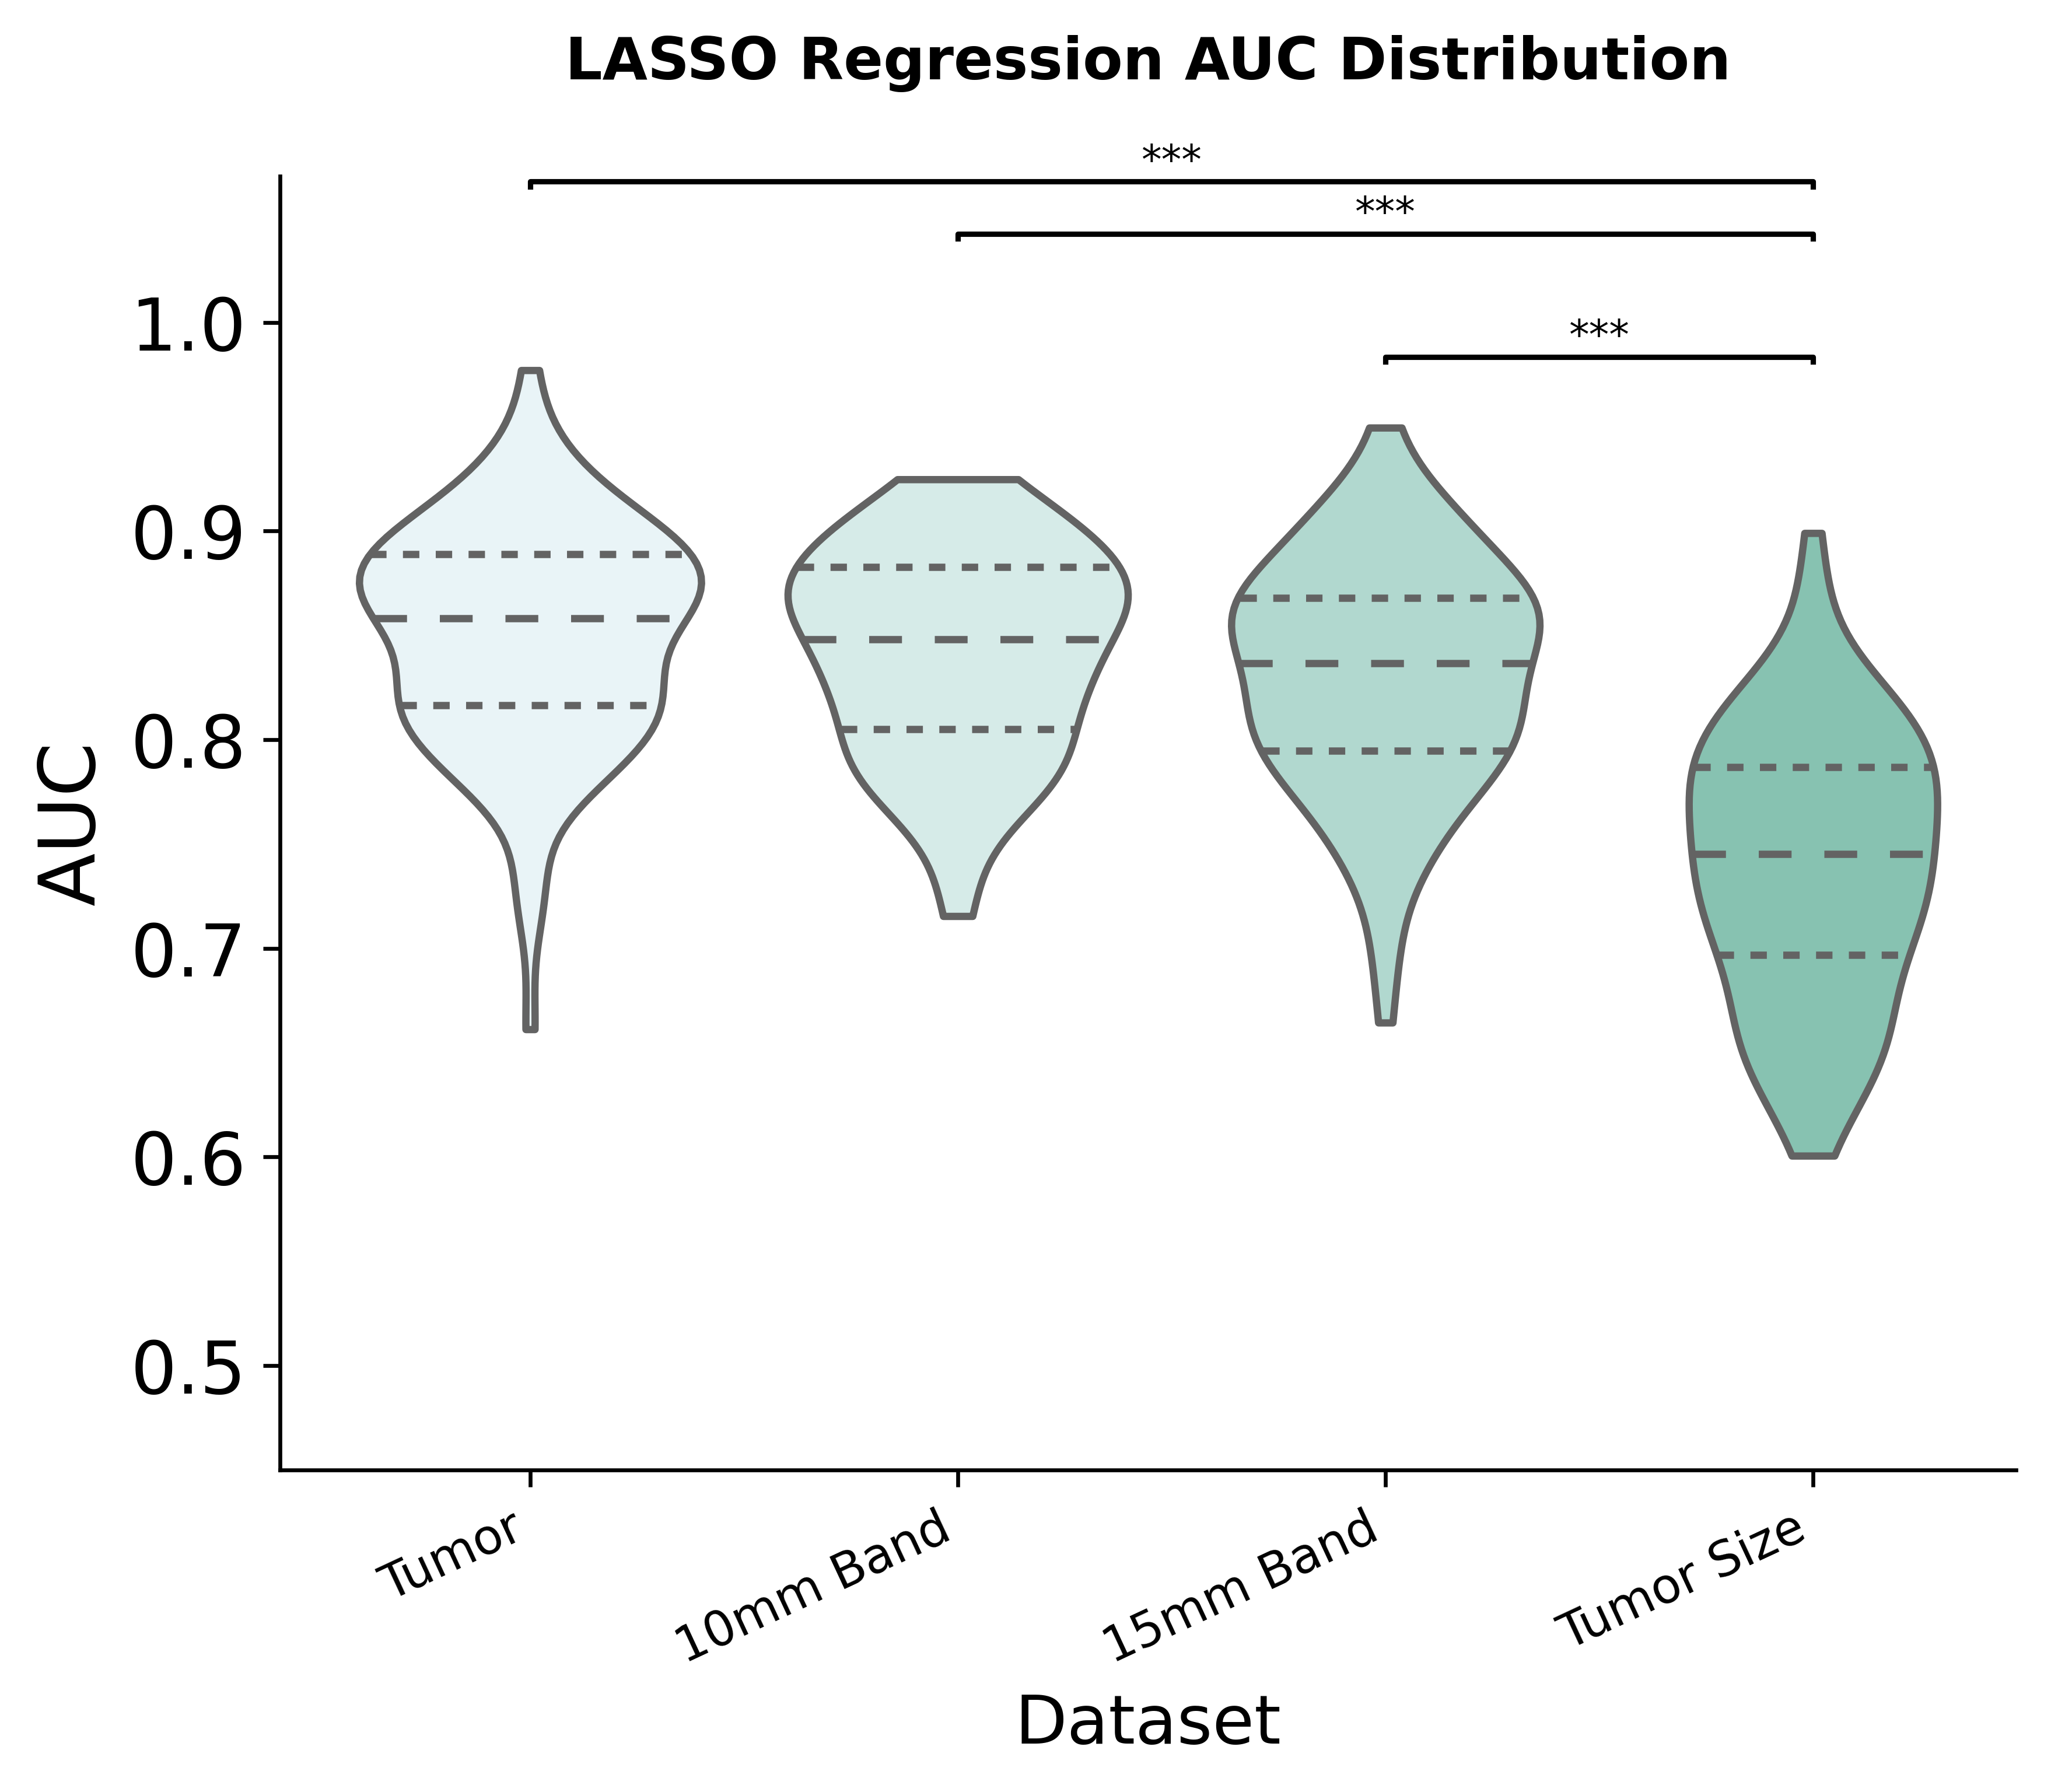 LASSO Regression AUC Distribution
***
***
***
1.0
0.9
0.8
0.7
0.6
0.5
AUC
Tumor
10mm Band
15mm Band
Tumor Size
Dataset